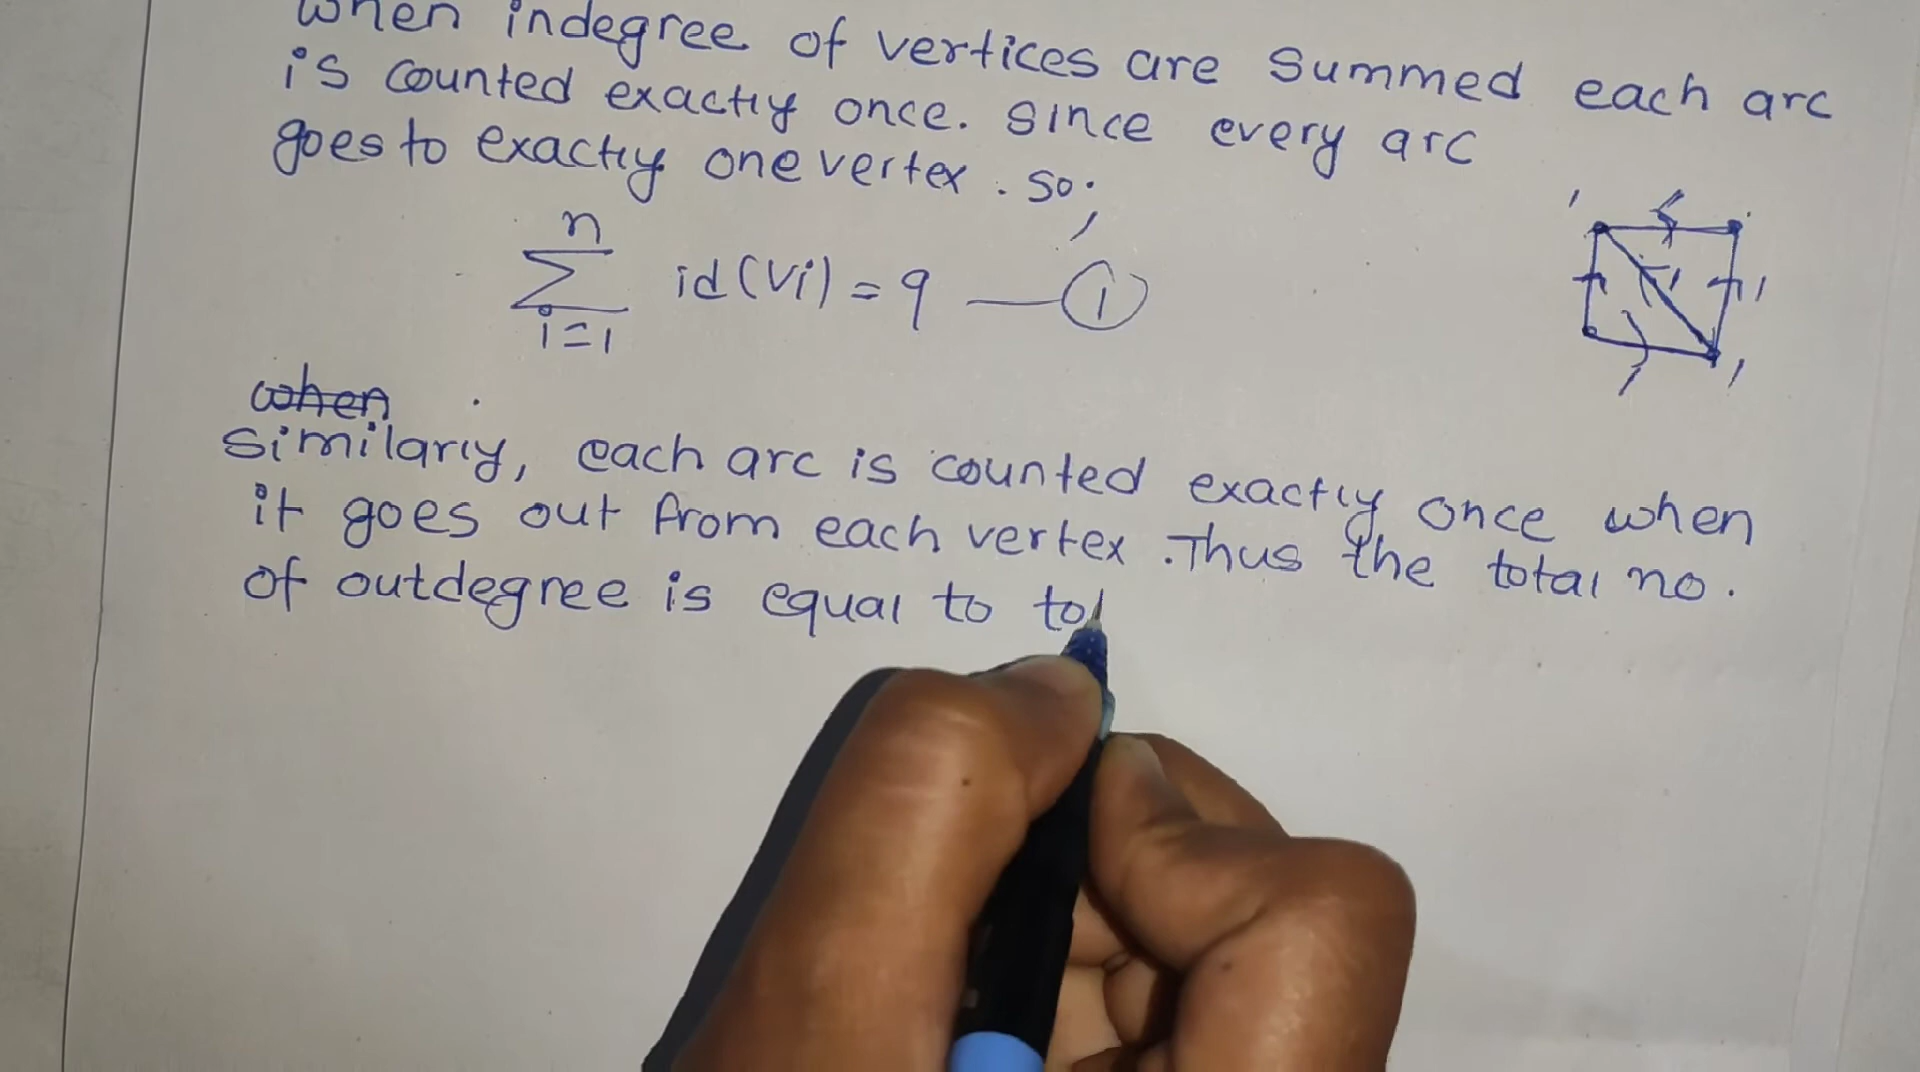 When indegree of vertices are summed each arc
is counted exactly once. Since every arc
goes to exactly one vertex. So;
n
∑ id(Vi) = q — ①
i=1
when
similarly, each arc is counted exactly once when
it goes out from each vertex. Thus the total no.
of outdegree is equal to to